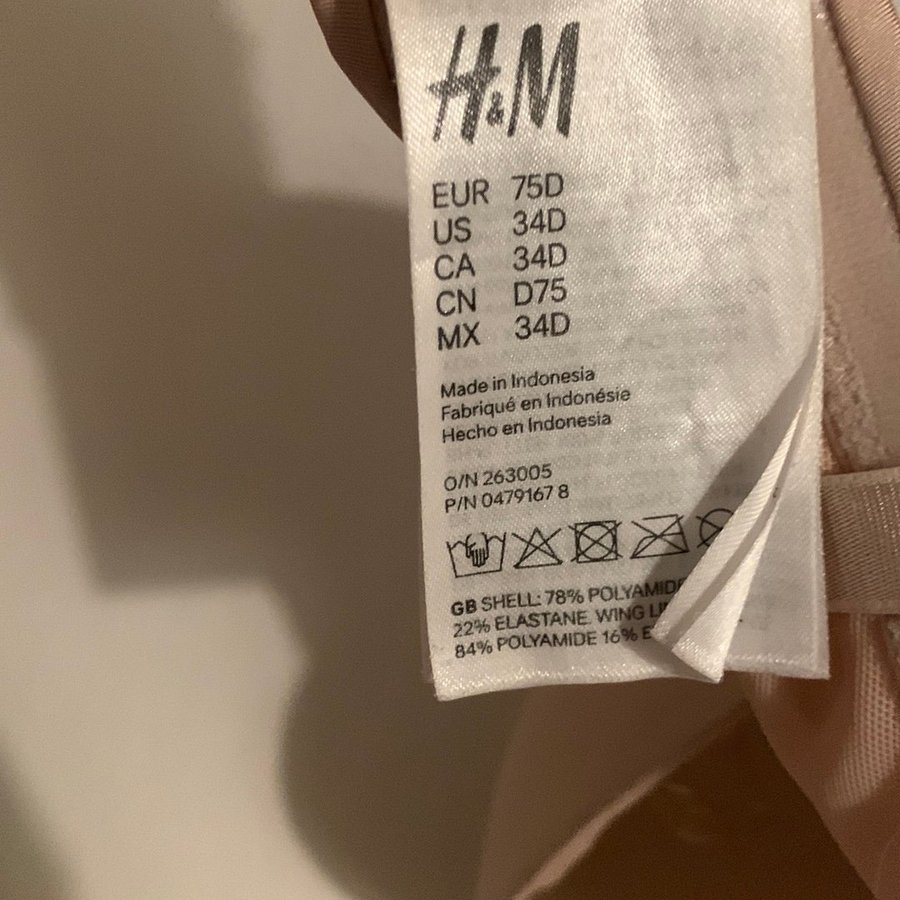 H&M
EUR 75D
US 34D
CA 34D
CN D75
MX 34D
Made in Indonesia
Fabriqué en Indonésie
Hecho en Indonesia
O/N 263005
P/N 0479167 8
GB SHELL: 78% POLYAMIDE
22% ELASTANE. WING
84% POLYAMIDE 16%